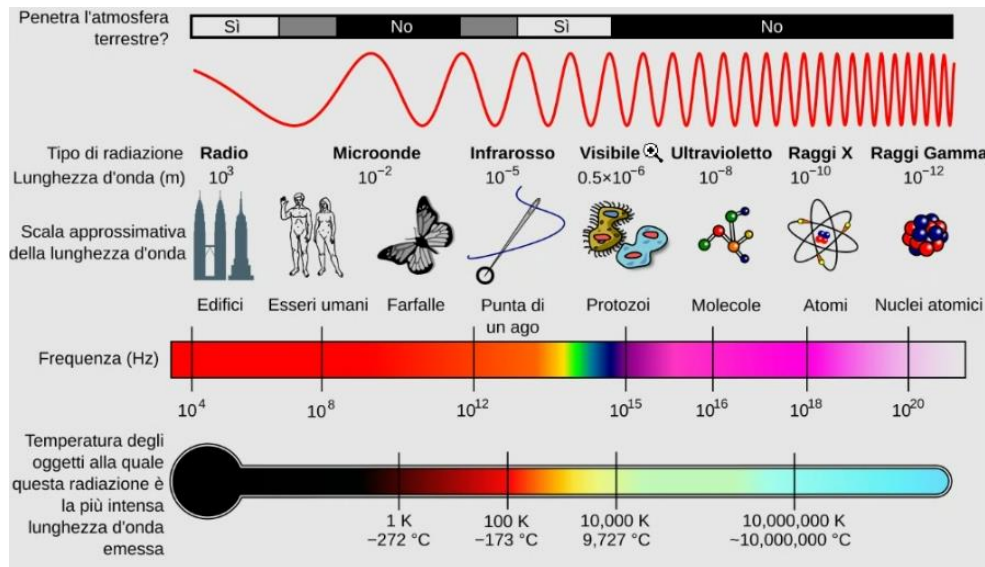 Penetra l'atmosfera
terrestre?
Sì No Sì No
Tipo di radiazione Radio Microonde Infrarosso Visibile Ultravioletto Raggi X Raggi Gamma
Lunghezza d'onda (m) 10³ 10⁻² 10⁻⁵ 0.5×10⁻⁶ 10⁻⁸ 10⁻¹⁰ 10⁻¹²
Scala approssimativa
della lunghezza d'onda
Edifici Esseri umani Farfalle Punta di Protozoi Molecole Atomi Nuclei atomici
un ago
Frequenza (Hz)
10⁴ 10⁸ 10¹² 10¹⁵ 10¹⁶ 10¹⁸ 10²⁰
Temperatura degli
oggetti alla quale
questa radiazione è
la più intensa
lunghezza d'onda
emessa
1 K 100 K 10,000 K 10,000,000 K
−272 °C −173 °C 9,727 °C ~10,000,000 °C